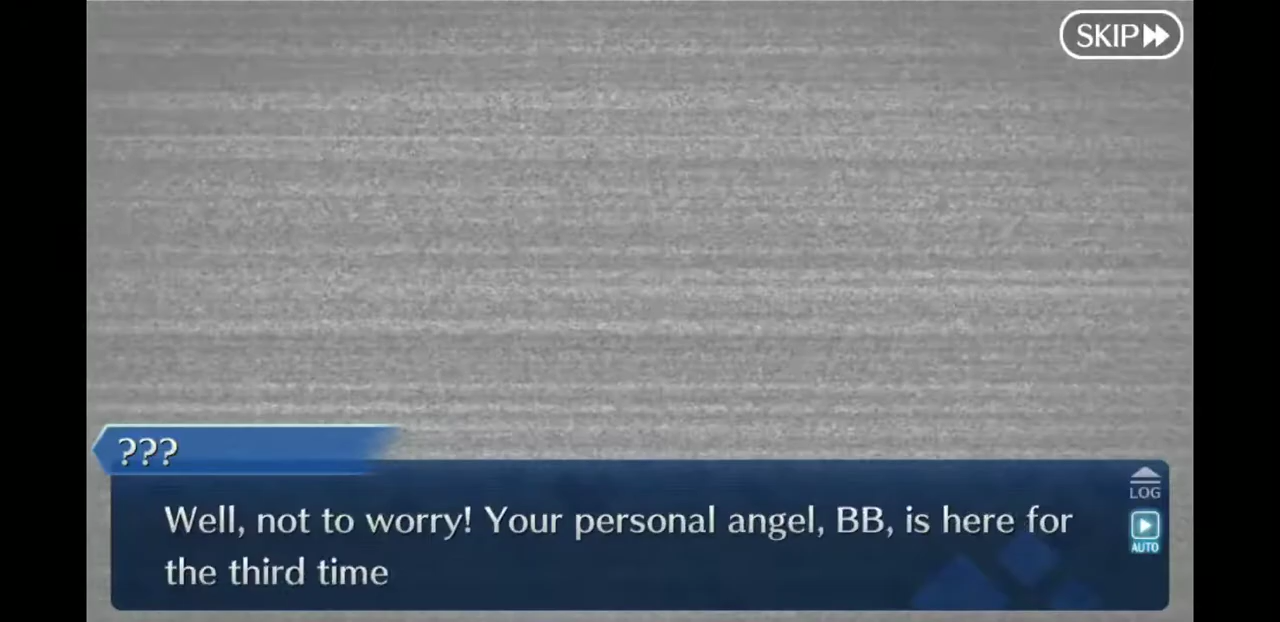 SKIP
???
LOG
Well, not to worry! Your personal angel, BB, is here for
the third time
AUTO